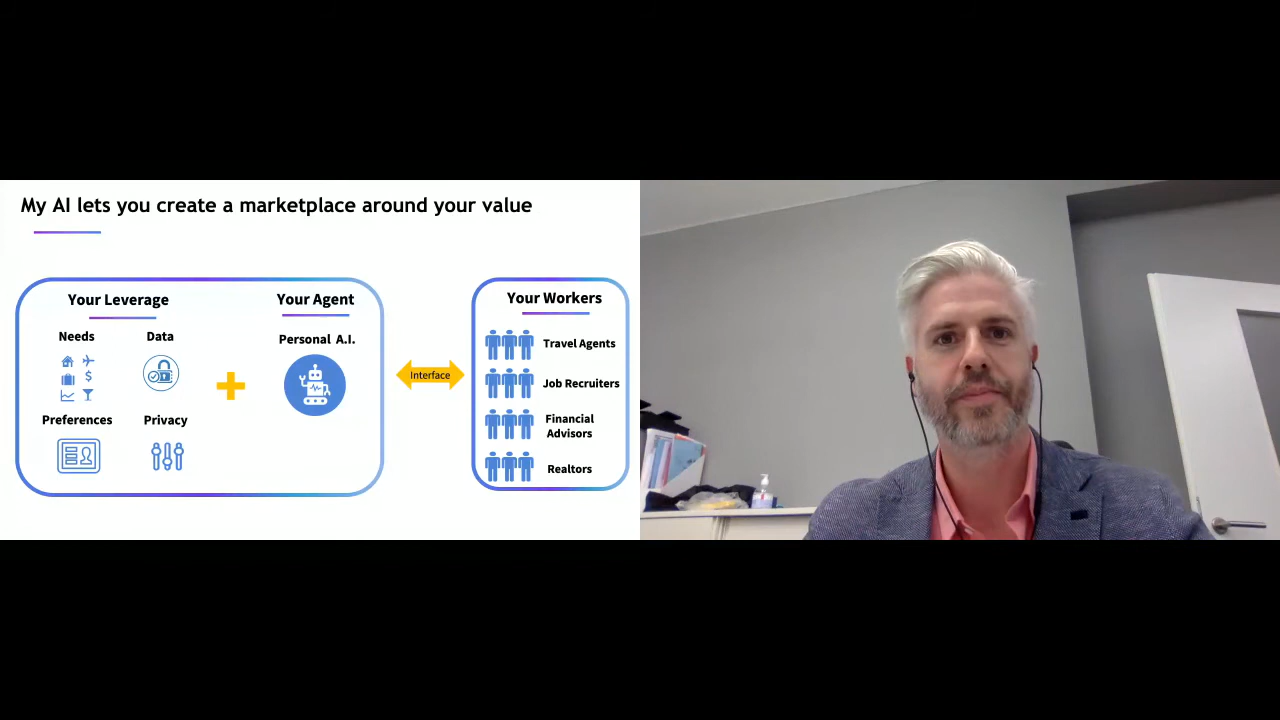 My AI lets you create a marketplace around your value
Your Leverage
Your Agent
Needs
Data
Personal A.I.
$
Preferences
Privacy
Interface
Your Workers
Travel Agents
Job Recruiters
Financial
Advisors
Realtors